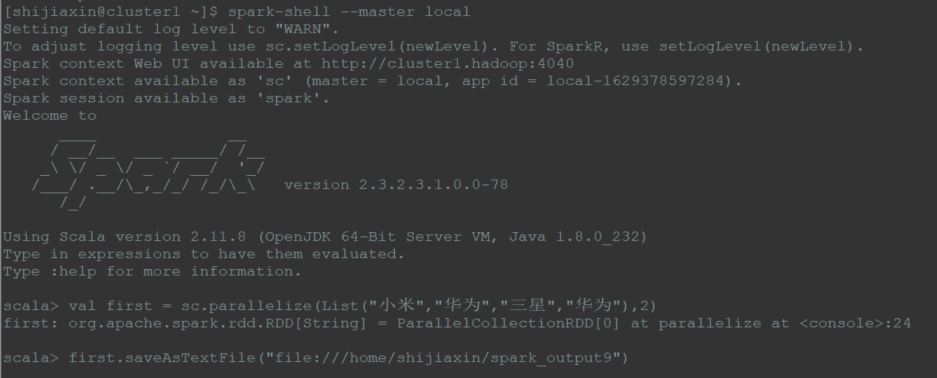 [shijiaxin@cluster1 ~]$ spark-shell --master local
Setting default log level to "WARN".
To adjust logging level use sc.setLogLevel(newLevel). For SparkR, use setLogLevel(newLevel).
Spark context Web UI available at http://cluster1.hadoop:4040
Spark context available as 'sc' (master = local, app id = local-1629378597284).
Spark session available as 'spark'.
Welcome to
      ____              __
     / __/__  ___ _____/ /__
    _\ \/ _ \/ _ `/ __/  '_/
   /___/ .__/\_,_/_/ /_/\_\   version 2.3.2.3.1.0.0-78
      /_/
Using Scala version 2.11.8 (OpenJDK 64-Bit Server VM, Java 1.8.0_232)
Type in expressions to have them evaluated.
Type :help for more information.
scala> val first = sc.parallelize(List("小米","华为","三星","华为"),2)
first: org.apache.spark.rdd.RDD[String] = ParallelCollectionRDD[0] at parallelize at <console>:24
scala> first.saveAsTextFile("file:///home/shijiaxin/spark_output9")